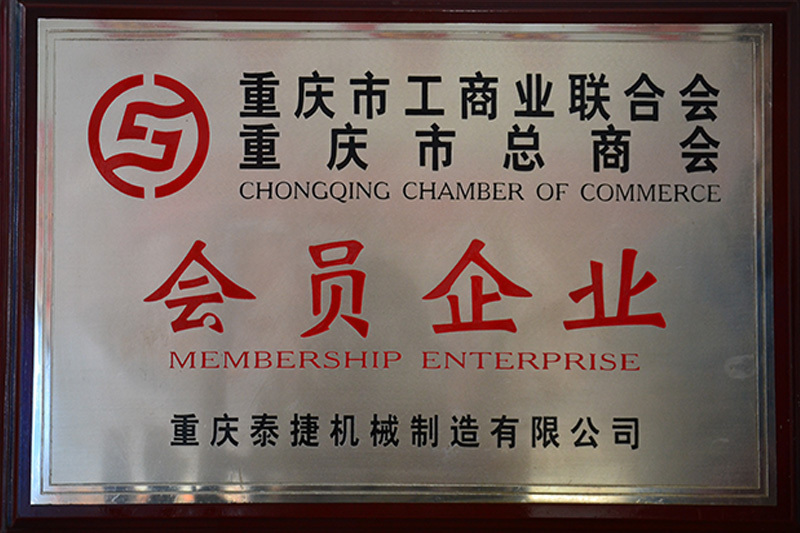 重庆市工商业联合会
重庆市总商会
CHONGQING CHAMBER OF COMMERCE
会员企业
MEMBERSHIP ENTERPRISE
重庆泰捷机械制造有限公司